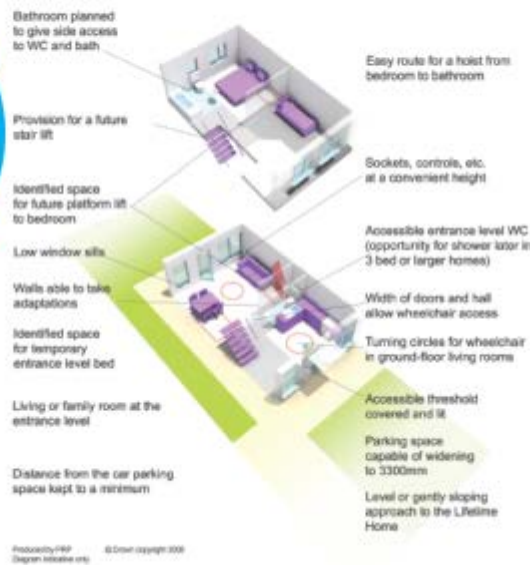 Bathroom planned
to give side access
to WC and bath
Easy route for a hoist from
bedroom to bathroom
Provision for a future
stair lift
Sockets, controls, etc.
at a convenient height
Identified space
for future platform lift
to bedroom
Accessible entrance level WC
(opportunity for shower later in
3 bed or larger homes)
Low window sills
Walls able to take
adaptations
Width of doors and hall
allow wheelchair access
Identified space
for temporary
entrance level bed
Turning circles for wheelchair
in ground-floor living rooms
Living or family room at the
entrance level
Accessible threshold
covered and lit
Parking space
capable of widening
to 3300mm
Distance from the car parking
space kept to a minimum
Level or gently sloping
approach to the Lifetime
Home
Produced by PRP
© Crown copyright 2008
Diagram indicative only